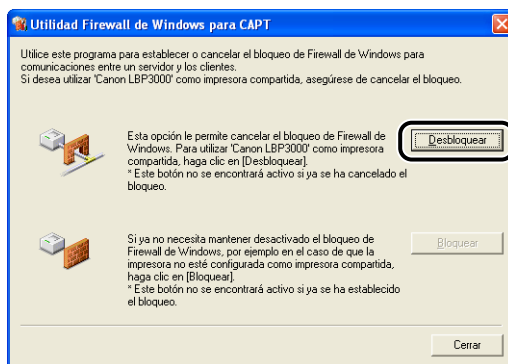 Utilidad Firewall de Windows para CAPT
Utilice este programa para establecer o cancelar el bloqueo de Firewall de Windows para
comunicaciones entre un servidor y los clientes.
Si desea utilizar 'Canon LBP3000' como impresora compartida, asegúrese de cancelar el bloqueo.
Esta opción le permite cancelar el bloqueo de Firewall de
Windows. Para utilizar 'Canon LBP3000' como impresora
compartida, haga clic en [Desbloquear].
* Este botón no se encontrará activo si ya se ha cancelado el
bloqueo.
Desbloquear
Si ya no necesita mantener desactivado el bloqueo de
Firewall de Windows, por ejemplo en el caso de que la
impresora no esté configurada como impresora compartida,
haga clic en [Bloquear].
* Este botón no se encontrará activo si ya se ha establecido
el bloqueo.
Bloquear
Cerrar